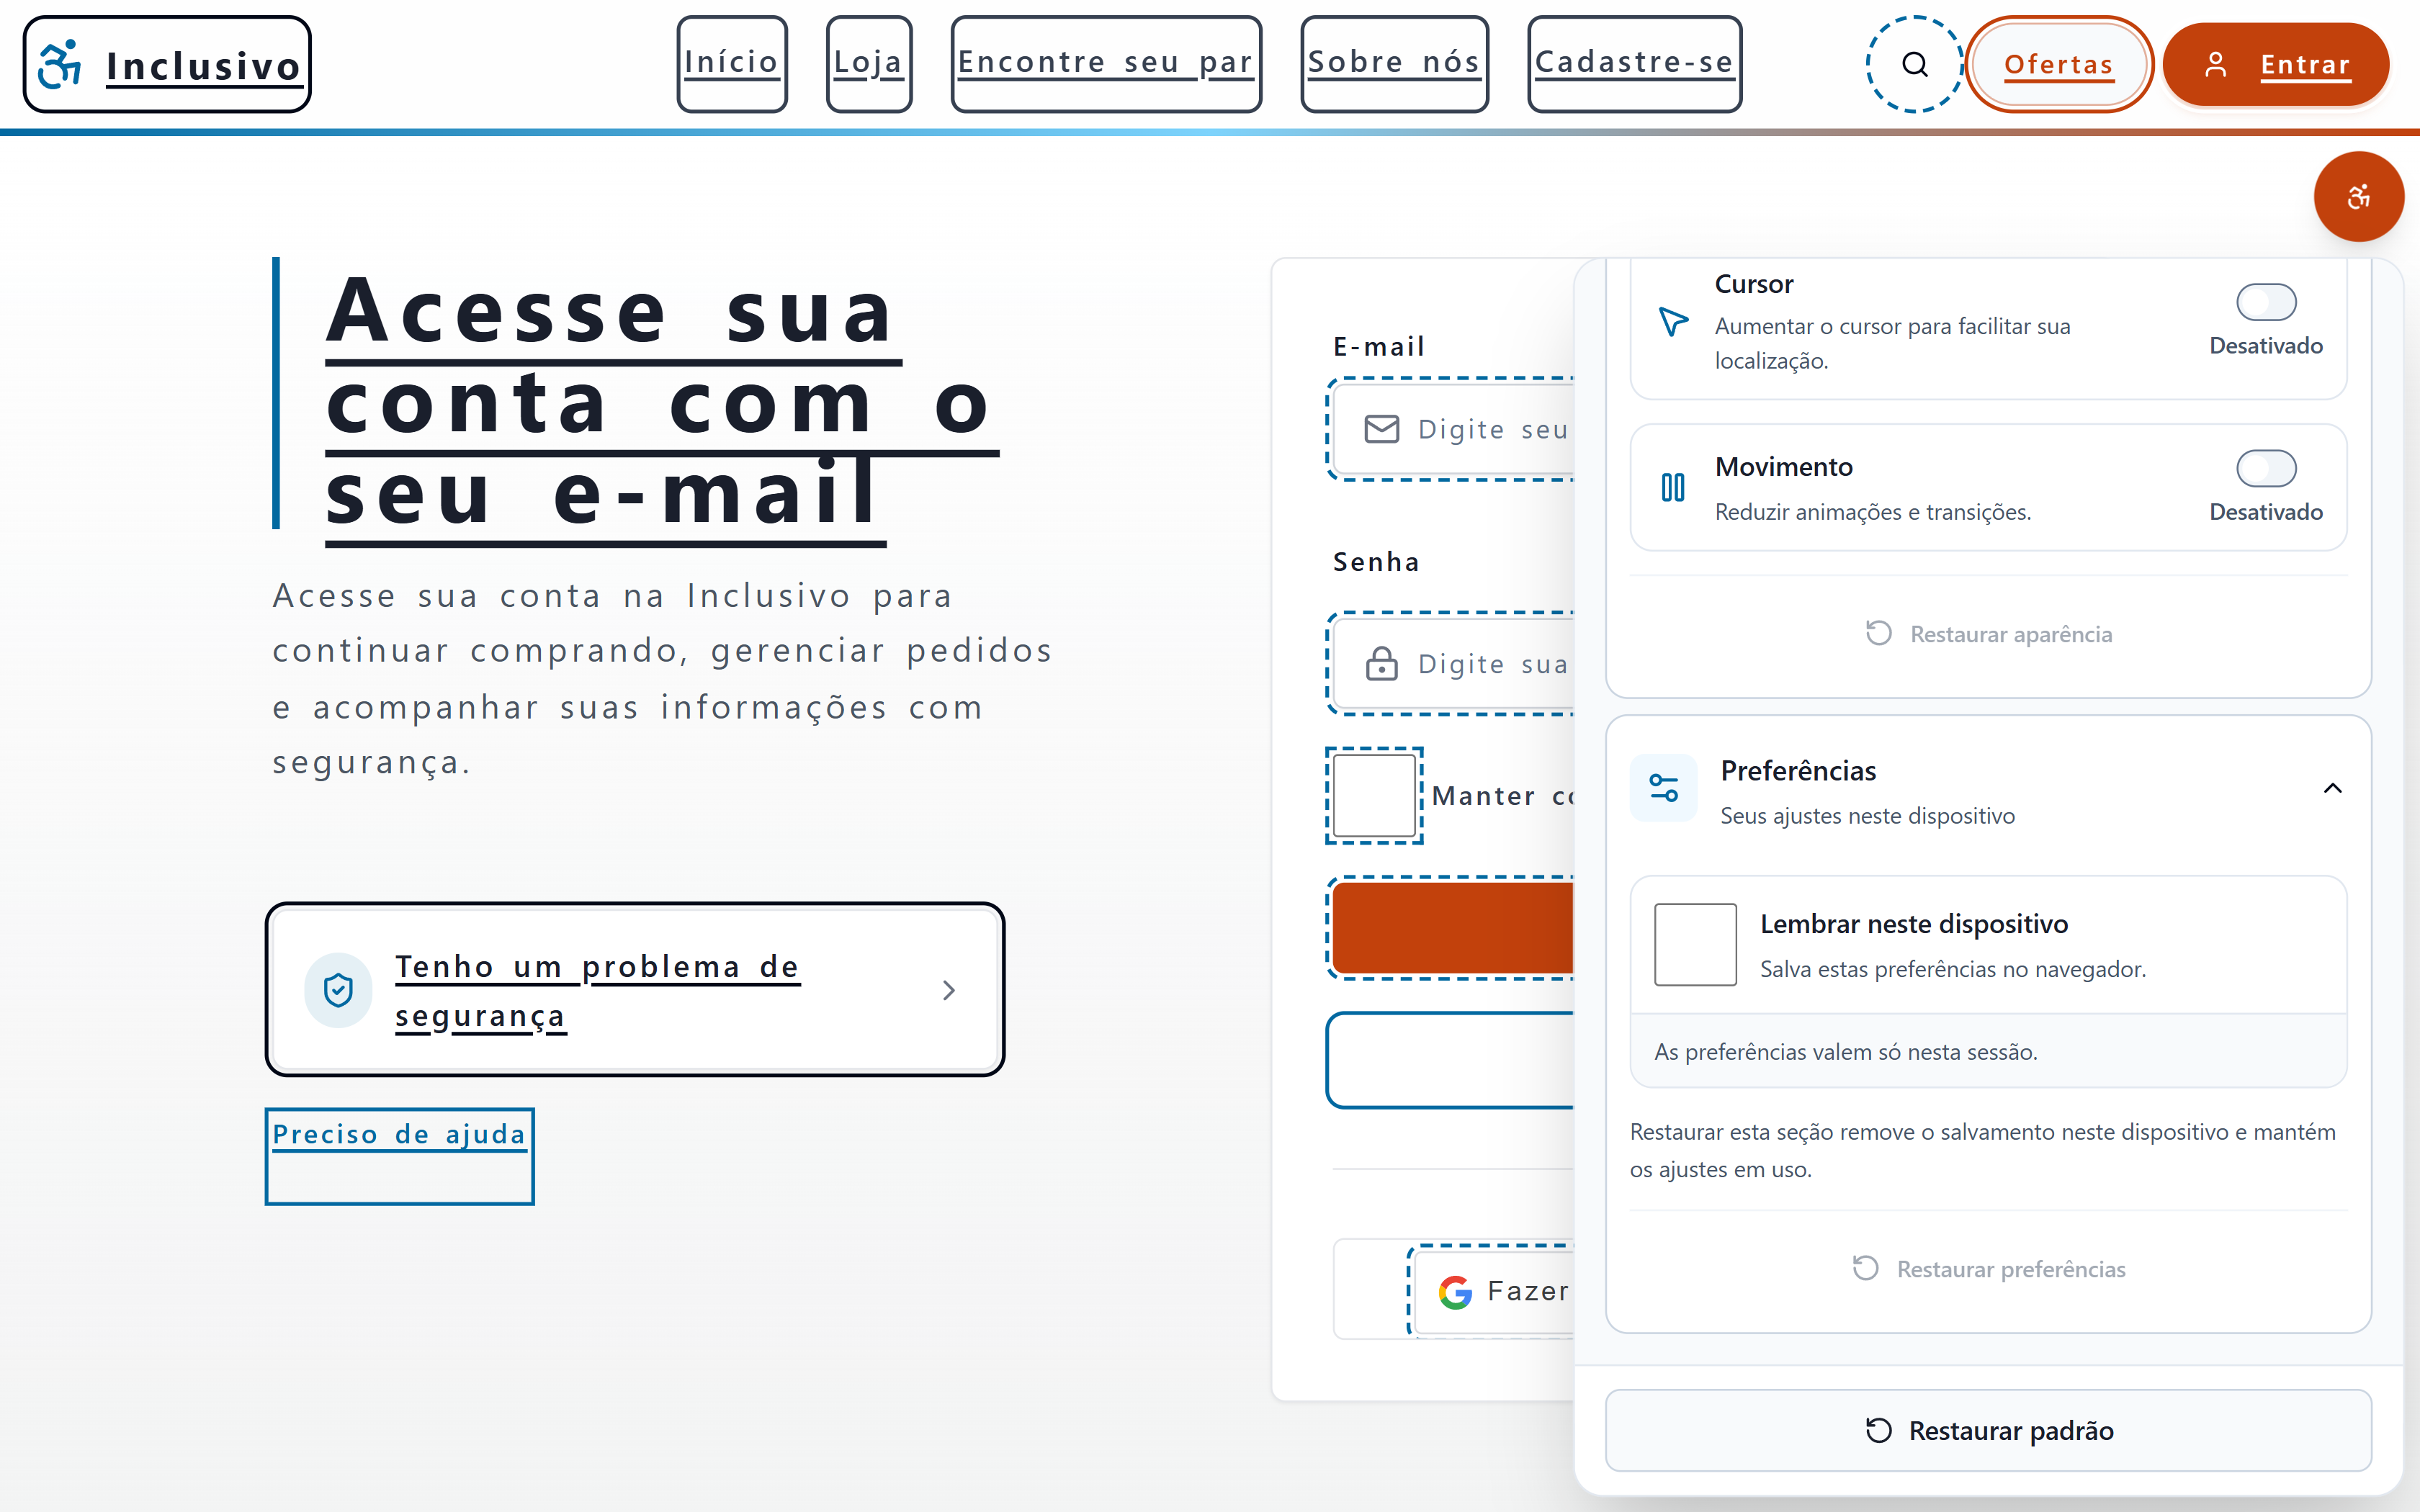 Inclusivo
Início
Loja
Encontre seu par
Sobre nós
Cadastre-se
Ofertas
Entrar
Acesse sua
conta com o
seu e-mail
Acesse sua conta na Inclusivo para
continuar comprando, gerenciar pedidos
e acompanhar suas informações com
segurança.
Tenho um problema de
segurança
Preciso de ajuda
E-mail
Digite seu
Senha
Digite sua
Manter
Fazer
Cursor
Aumentar o cursor para facilitar sua
localização.
Desativado
Movimento
Reduzir animações e transições.
Desativado
Restaurar aparência
Preferências
Seus ajustes neste dispositivo
Lembrar neste dispositivo
Salva estas preferências no navegador.
As preferências valem só nesta sessão.
Restaurar esta seção remove o salvamento neste dispositivo e mantém
os ajustes em uso.
Restaurar preferências
Restaurar padrão